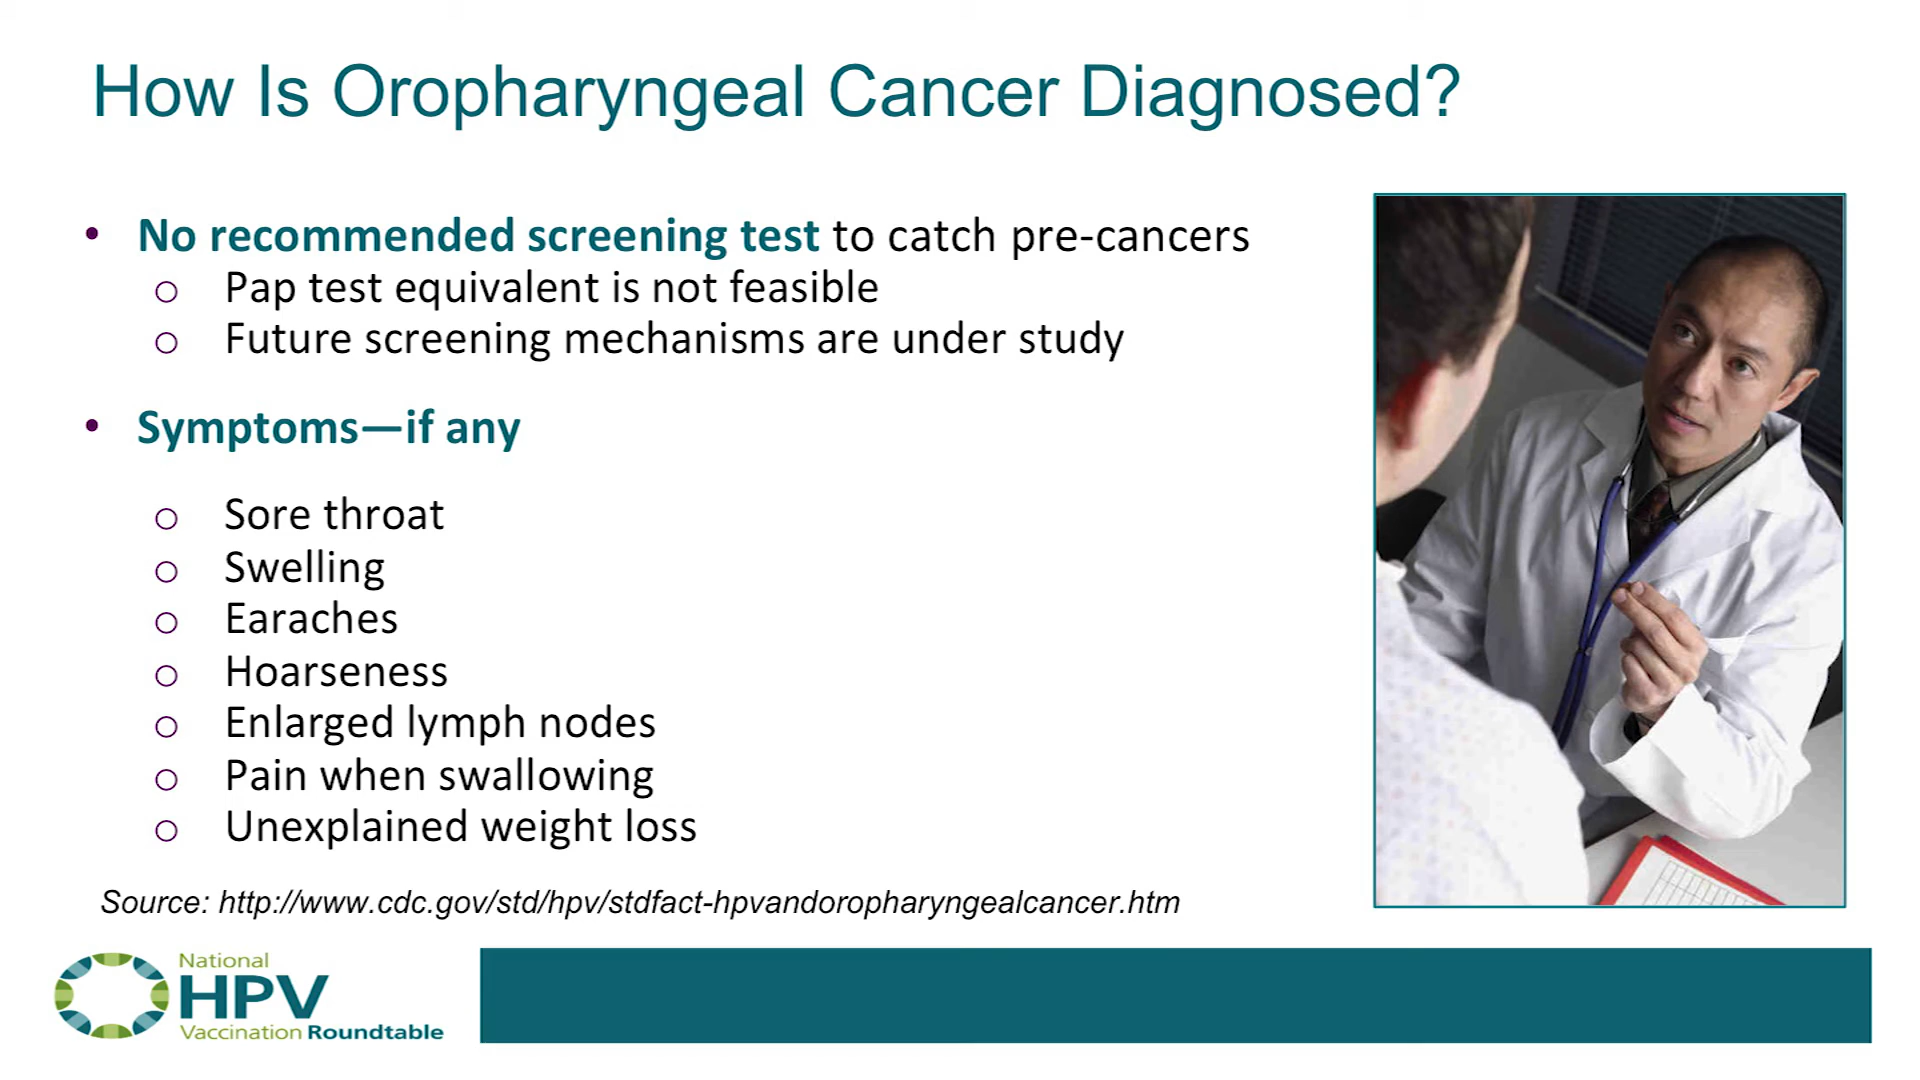 How Is Oropharyngeal Cancer Diagnosed?
• No recommended screening test to catch pre-cancers
o Pap test equivalent is not feasible
o Future screening mechanisms are under study
• Symptoms—if any
o Sore throat
o Swelling
o Earaches
o Hoarseness
o Enlarged lymph nodes
o Pain when swallowing
o Unexplained weight loss
Source: http://www.cdc.gov/std/hpv/stdfact-hpvandoropharyngealcancer.htm
National
HPV
Vaccination Roundtable